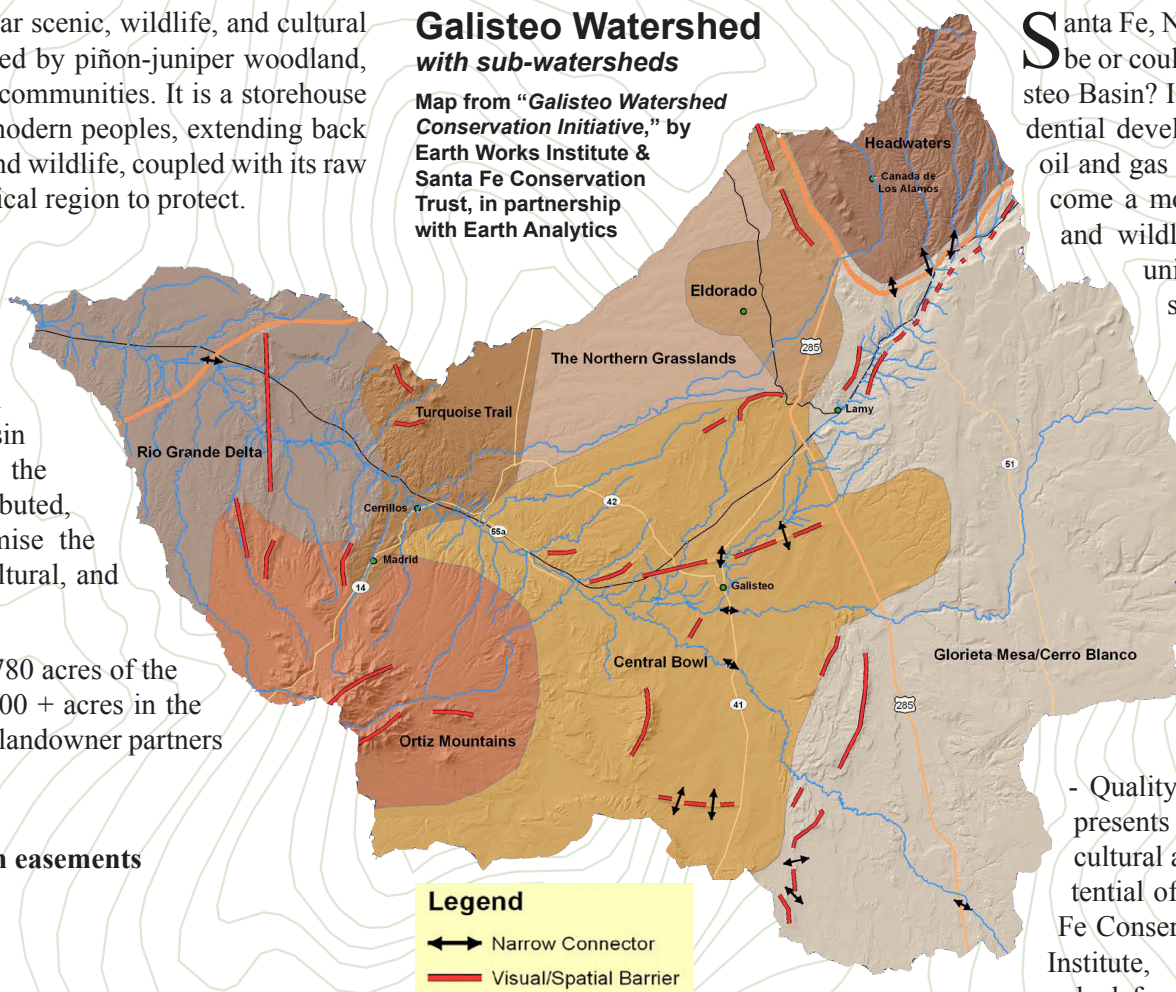 ar scenic, wildlife, and cultural
ed by piñon-juniper woodland,
communities. It is a storehouse
nodern peoples, extending back
nd wildlife, coupled with its raw
ical region to protect.
sin
the
buted,
mise the
ltural, and
780 acres of the
00 + acres in the
landowner partners
n easements
Galisteo Watershed
with sub-watersheds
Map from “Galisteo Watershed
Conservation Initiative,” by
Earth Works Institute &
Santa Fe Conservation
Trust, in partnership
with Earth Analytics
Headwaters
Canada de
Los Alamos
Eldorado
285
The Northern Grasslands
Turquoise Trail
Lamy
Rio Grande Delta
51
42
Cerrillos
55a
Madrid
14
Galisteo
Central Bowl
Glorieta Mesa/Cerro Blanco
41
285
Ortiz Mountains
Legend
Narrow Connector
Visual/Spatial Barrier
Santa Fe, N
be or coul
steo Basin? I
dential devel
oil and gas
come a mo
and wildl
uni
s
- Quality
presents
cultural a
tential of
Fe Conser
Institute,